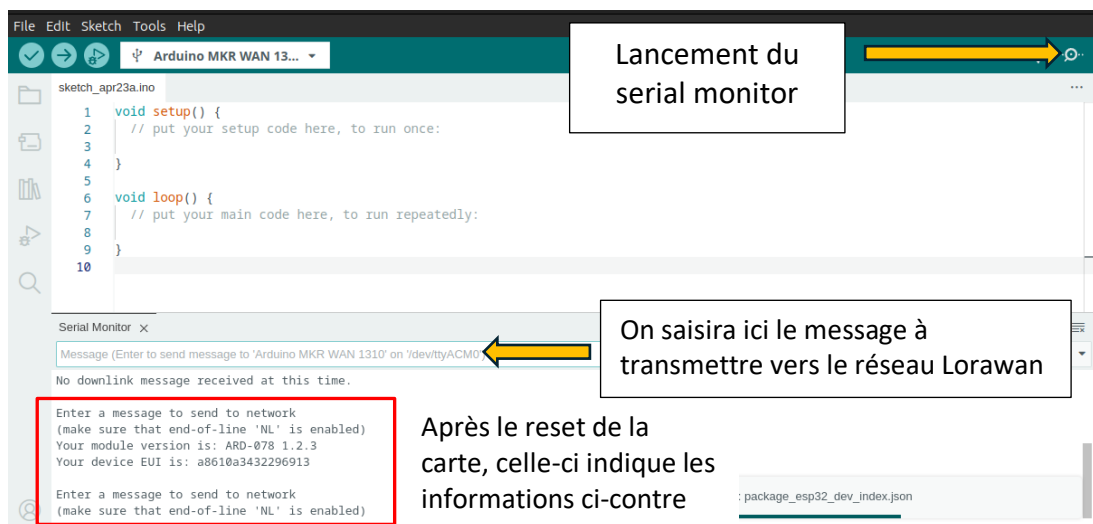 File Edit Sketch Tools Help
Arduino MKR WAN 13...
Lancement du
serial monitor
sketch_apr23a.ino
...
1 void setup() {
2 // put your setup code here, to run once:
3
4 }
5
6 void loop() {
7 // put your main code here, to run repeatedly:
8
9 }
10
Serial Monitor ×
On saisira ici le message à
transmettre vers le réseau Lorawan
Message (Enter to send message to 'Arduino MKR WAN 1310' on '/dev/ttyACM0')
No downlink message received at this time.
Enter a message to send to network
(make sure that end-of-line 'NL' is enabled)
Your module version is: ARD-078 1.2.3
Your device EUI is: a8610a3432296913
Enter a message to send to network
(make sure that end-of-line 'NL' is enabled)
Après le reset de la
carte, celle-ci indique les
informations ci-contre
: package_esp32_dev_index.json